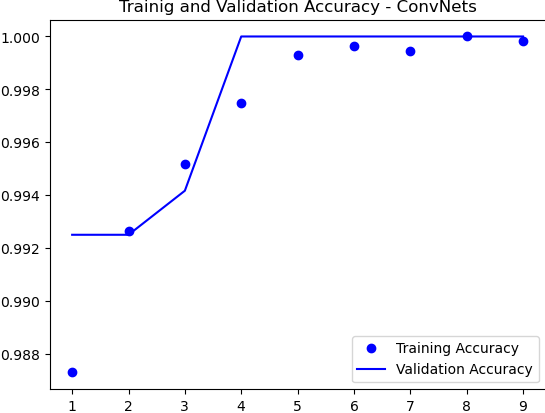 Trainig and Validation Accuracy - ConvNets
1.000
0.998
0.996
0.994
0.992
0.990
0.988
Training Accuracy
Validation Accuracy
1 2 3 4 5 6 7 8 9